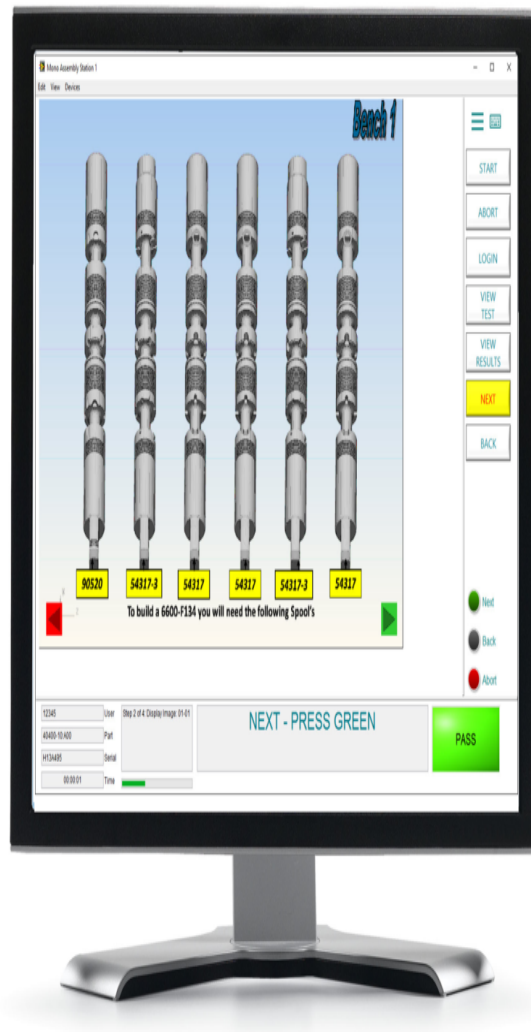 Mono Assembly Station 1
Edit View Devices
Bench 1
START
ABORT
LOGIN
VIEW
TEST
VIEW
RESULTS
NEXT
BACK
90520 54317-3 54317 54317 54317-3 54317
To build a 6600-F134 you will need the following Spool's
Next
Back
Abort
12345 User
40400-10:A00 Part
H13A495 Serial
00:00:01 Time
Step 2 of 4: Display Image: 01-01
NEXT - PRESS GREEN
PASS